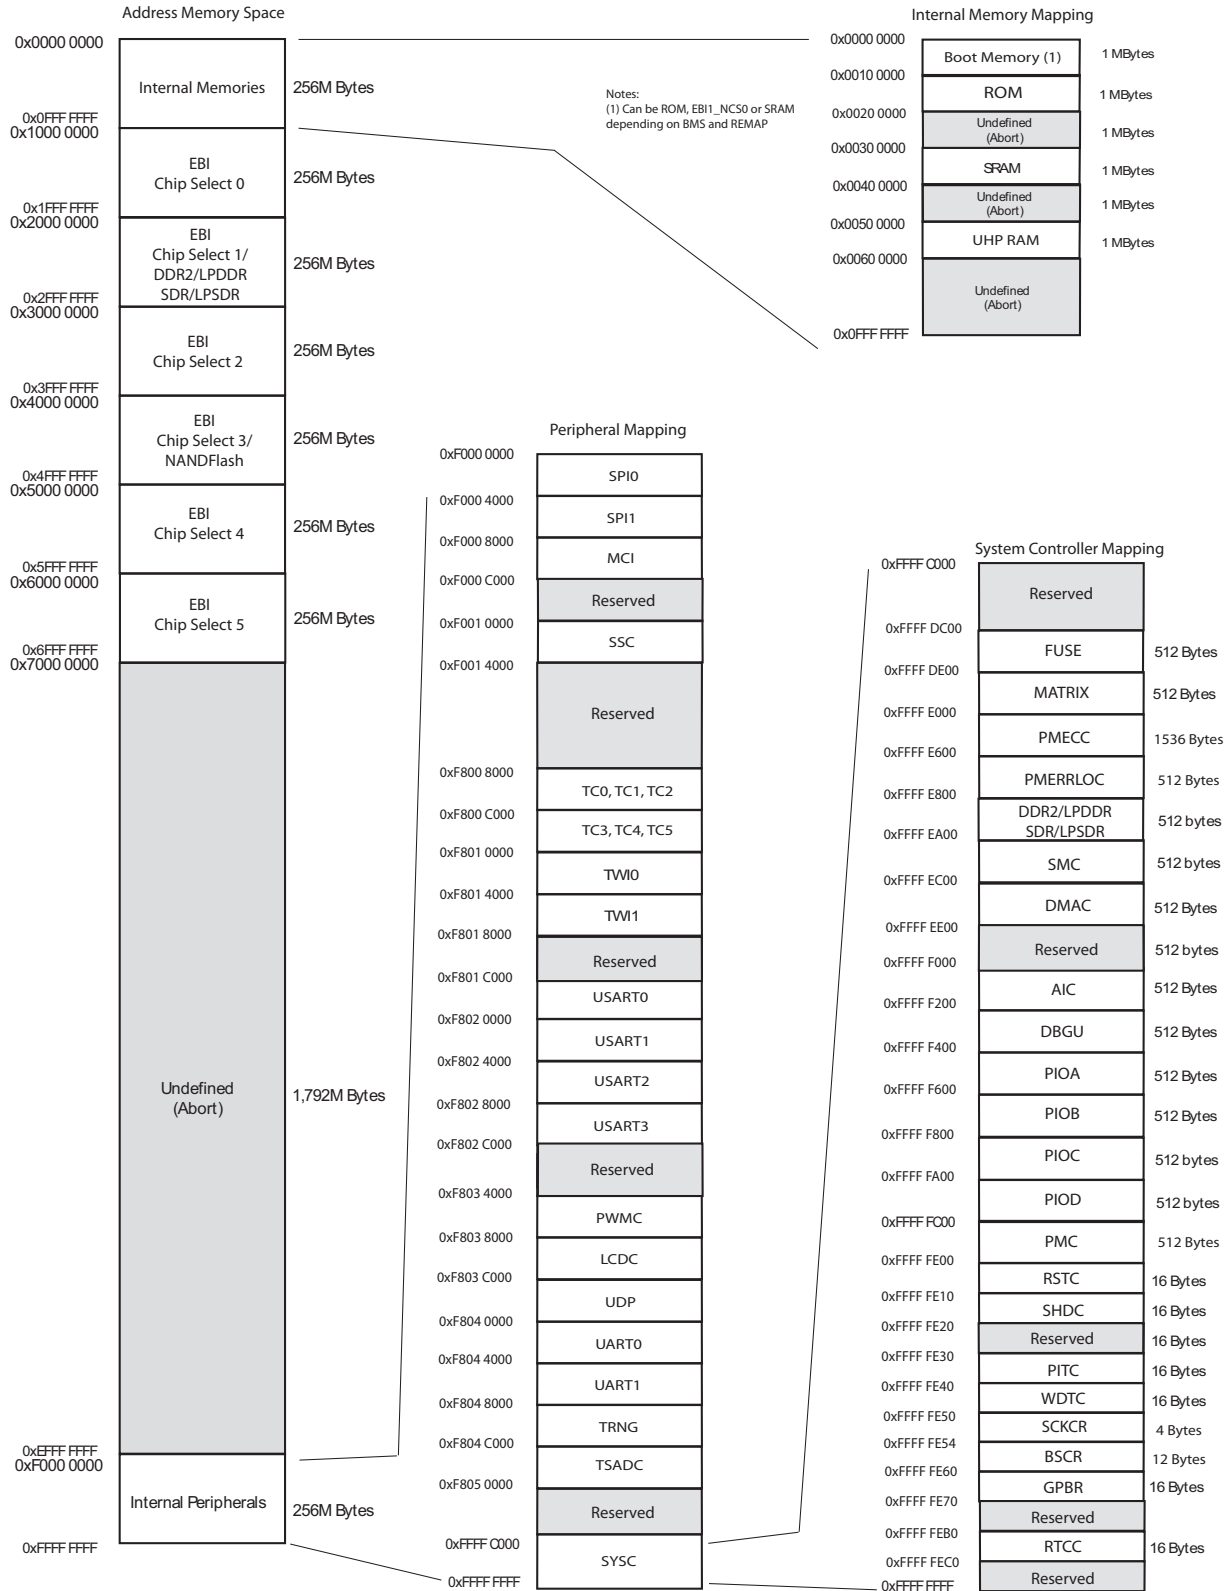 Address Memory Space
0x0000 0000
Internal Memories
256M Bytes
0x0FFF FFFF
0x1000 0000
EBI
Chip Select 0
256M Bytes
0x1FFF FFFF
0x2000 0000
EBI
Chip Select 1/
DDR2/LPDDR
SDR/LPSDR
256M Bytes
0x2FFF FFFF
0x3000 0000
EBI
Chip Select 2
256M Bytes
0x3FFF FFFF
0x4000 0000
EBI
Chip Select 3/
NANDFlash
256M Bytes
0x4FFF FFFF
0x5000 0000
EBI
Chip Select 4
256M Bytes
0x5FFF FFFF
0x6000 0000
EBI
Chip Select 5
256M Bytes
0x6FFF FFFF
0x7000 0000
Undefined
(Abort)
1,792M Bytes
0xEFFF FFFF
0xF000 0000
Internal Peripherals
256M Bytes
0xFFFF FFFF
Notes:
(1) Can be ROM, EBI1_NCS0 or SRAM
depending on BMS and REMAP
Internal Memory Mapping
0x0000 0000
Boot Memory (1)
1 MBytes
0x0010 0000
ROM
1 MBytes
0x0020 0000
Undefined
(Abort)
1 MBytes
0x0030 0000
SRAM
1 MBytes
0x0040 0000
Undefined
(Abort)
1 MBytes
0x0050 0000
UHP RAM
1 MBytes
0x0060 0000
Undefined
(Abort)
0x0FFF FFFF
Peripheral Mapping
0xF000 0000
SPI0
0xF000 4000
SPI1
0xF000 8000
MCI
0xF000 C000
Reserved
0xF001 0000
SSC
0xF001 4000
Reserved
0xF800 8000
TC0, TC1, TC2
0xF800 C000
TC3, TC4, TC5
0xF801 0000
TWI0
0xF801 4000
TWI1
0xF801 8000
Reserved
0xF801 C000
USART0
0xF802 0000
USART1
0xF802 4000
USART2
0xF802 8000
USART3
0xF802 C000
Reserved
0xF803 4000
PWMC
0xF803 8000
LCDC
0xF803 C000
UDP
0xF804 0000
UART0
0xF804 4000
UART1
0xF804 8000
TRNG
0xF804 C000
TSADC
0xF805 0000
Reserved
0xFFFF C000
SYSC
0xFFFF FFFF
System Controller Mapping
0xFFFF C000
Reserved
0xFFFF DC00
FUSE
512 Bytes
0xFFFF DE00
MATRIX
512 Bytes
0xFFFF E000
PMECC
1536 Bytes
0xFFFF E600
PMERRLOC
512 Bytes
0xFFFF E800
DDR2/LPDDR
SDR/LPSDR
512 bytes
0xFFFF EA00
SMC
512 bytes
0xFFFF EC00
DMAC
512 Bytes
0xFFFF EE00
Reserved
512 bytes
0xFFFF F000
AIC
512 Bytes
0xFFFF F200
DBGU
512 Bytes
0xFFFF F400
PIOA
512 Bytes
0xFFFF F600
PIOB
512 Bytes
0xFFFF F800
PIOC
512 bytes
0xFFFF FA00
PIOD
512 bytes
0xFFFF FC00
PMC
512 Bytes
0xFFFF FE00
RSTC
16 Bytes
0xFFFF FE10
SHDC
16 Bytes
0xFFFF FE20
Reserved
16 Bytes
0xFFFF FE30
PITC
16 Bytes
0xFFFF FE40
WDTC
16 Bytes
0xFFFF FE50
SCKCR
4 Bytes
0xFFFF FE54
BSCR
12 Bytes
0xFFFF FE60
GPBR
16 Bytes
0xFFFF FE70
Reserved
0xFFFF FEB0
RTCC
16 Bytes
0xFFFF FEC0
Reserved
0xFFFF FFFF